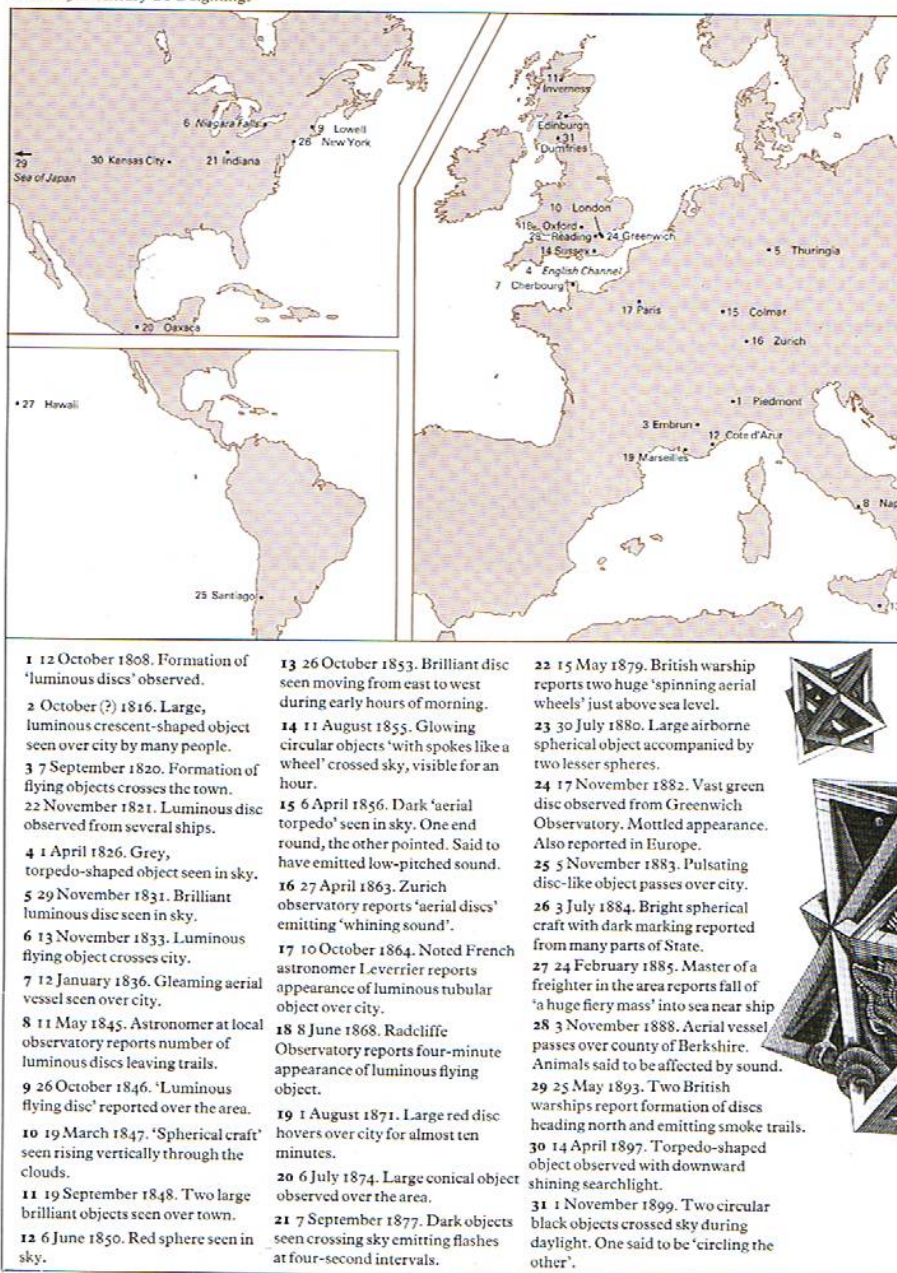 11
Inverness
2
Edinburgh
31
Dumfries
6 Niagara Falls
9 Lowell
26 New York
29
Sea of Japan
30 Kansas City
21 Indiana
10 London
18 Oxford
28 Reading
24 Greenwich
14 Sussex
4 English Channel
7 Cherbourg
5 Thuringia
17 Paris
15 Colmar
16 Zurich
20 Oaxaca
27 Hawaii
1 Piedmont
3 Embrun
12 Cote d'Azur
19 Marseilles
8
25 Santiago
1 12 October 1808. Formation of
'luminous discs' observed.
2 October (?) 1816. Large,
luminous crescent-shaped object
seen over city by many people.
3 7 September 1820. Formation of
flying objects crosses the town.
22 November 1821. Luminous disc
observed from several ships.
4 1 April 1826. Grey,
torpedo-shaped object seen in sky.
5 29 November 1831. Brilliant
luminous disc seen in sky.
6 13 November 1833. Luminous
flying object crosses city.
7 12 January 1836. Gleaming aerial
vessel seen over city.
8 11 May 1845. Astronomer at local
observatory reports number of
luminous discs leaving trails.
9 26 October 1846. 'Luminous
flying disc' reported over the area.
10 19 March 1847. 'Spherical craft'
seen rising vertically through the
clouds.
11 19 September 1848. Two large
brilliant objects seen over town.
12 6 June 1850. Red sphere seen in
sky.
13 26 October 1853. Brilliant disc
seen moving from east to west
during early hours of morning.
14 11 August 1855. Glowing
circular objects 'with spokes like a
wheel' crossed sky, visible for an
hour.
15 6 April 1856. Dark 'aerial
torpedo' seen in sky. One end
round, the other pointed. Said to
have emitted low-pitched sound.
16 27 April 1863. Zurich
observatory reports 'aerial discs'
emitting 'whining sound'.
17 10 October 1864. Noted French
astronomer Leverrier reports
appearance of luminous tubular
object over city.
18 8 June 1868. Radcliffe
Observatory reports four-minute
appearance of luminous flying
object.
19 1 August 1871. Large red disc
hovers over city for almost ten
minutes.
20 6 July 1874. Large conical object
observed over the area.
21 7 September 1877. Dark objects
seen crossing sky emitting flashes
at four-second intervals.
22 15 May 1879. British warship
reports two huge 'spinning aerial
wheels' just above sea level.
23 30 July 1880. Large airborne
spherical object accompanied by
two lesser spheres.
24 17 November 1882. Vast green
disc observed from Greenwich
Observatory. Mottled appearance.
Also reported in Europe.
25 5 November 1883. Pulsating
disc-like object passes over city.
26 3 July 1884. Bright spherical
craft with dark marking reported
from many parts of State.
27 24 February 1885. Master of a
freighter in the area reports fall of
'a huge fiery mass' into sea near ship
28 3 November 1888. Aerial vessel
passes over county of Berkshire.
Animals said to be affected by sound.
29 25 May 1893. Two British
warships report formation of discs
heading north and emitting smoke trails.
30 14 April 1897. Torpedo-shaped
object observed with downward
shining searchlight.
31 1 November 1899. Two circular
black objects crossed sky during
daylight. One said to be 'circling the
other'.